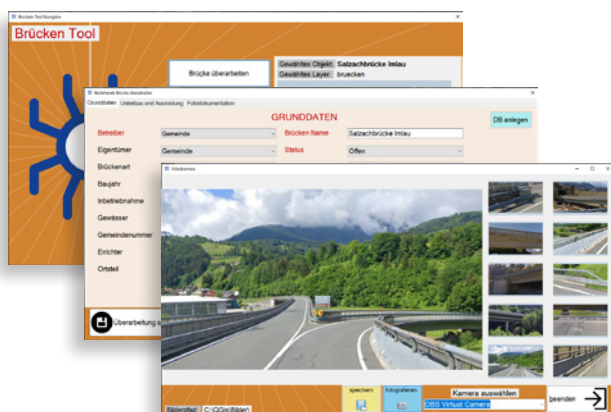 Brücken Tool Navigator
Brücken Tool
Brücke überarbeiten
Gewähltes Objekt: Salzachbrücke Imlau
Gewähltes Layer: bruecken
Bestehende Brücke überarbeiten
Grunddaten Unterbau und Ausrüstung Fotodokumentation
GRUNDDATEN
DB anlegen
Betreiber Gemeinde Brücken Name Salzachbrücke Imlau
Eigentümer Gemeinde Status Offen
Brückenart
Baujahr
Inbetriebnahme
Gewässer
Gemeindenummer
Errichter
Ortsteil
Überarbeitung
speichern fotografieren Kamera auswählen
OBS Virtual Camera
beenden
Bilderpfad: C:\QGis\Bilder\